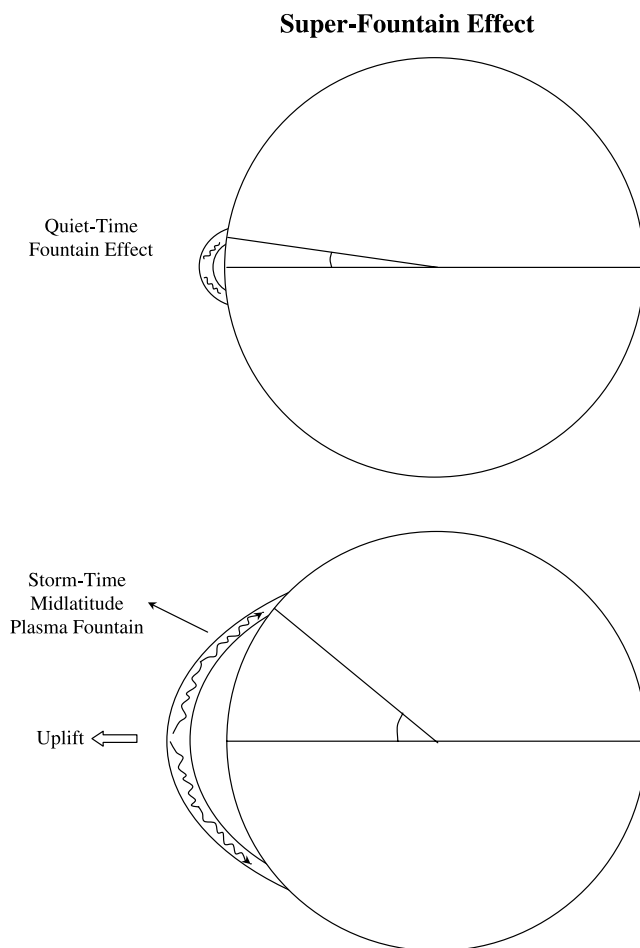 Super-Fountain Effect
Quiet-Time
Fountain Effect
Storm-Time
Midlatitude
Plasma Fountain
Uplift